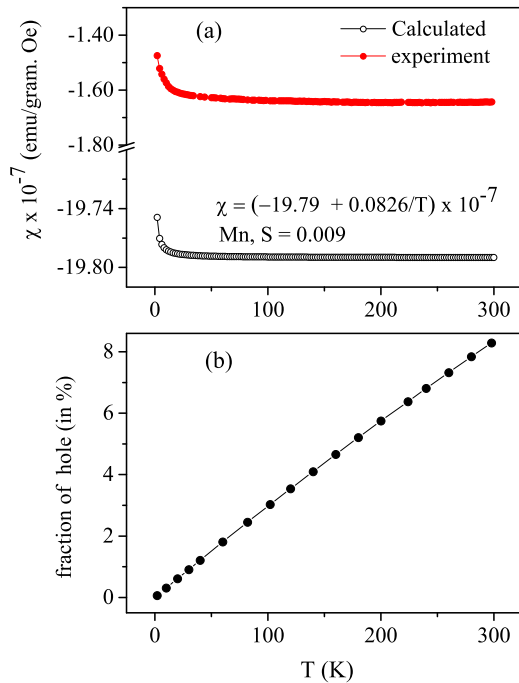 (a)
Calculated
experiment
-1.40
-1.60
-1.80
-19.74
-19.80
χ x 10⁻⁷ (emu/gram. Oe)
χ = (−19.79 + 0.0826/T) x 10⁻⁷
Mn, S = 0.009
0 100 200 300
(b)
8
6
4
2
0
fraction of hole (in %)
0 100 200 300
T (K)